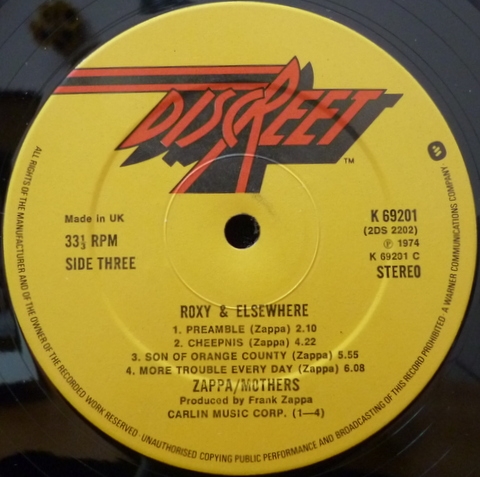 DISCREET
TM
Made in UK
33⅓ RPM
SIDE THREE
K 69201
(2DS 2202)
℗ 1974
K 69201 C
STEREO
ROXY & ELSEWHERE
1. PREAMBLE (Zappa) 2.10
2. CHEEPNIS (Zappa) 4.22
3. SON OF ORANGE COUNTY (Zappa) 5.55
4. MORE TROUBLE EVERY DAY (Zappa) 6.08
ZAPPA/MOTHERS
Produced by Frank Zappa
CARLIN MUSIC CORP. (1—4)
ALL RIGHTS OF THE MANUFACTURER AND OF THE OWNER OF THE RECORDED WORK RESERVED · UNAUTHORISED COPYING PUBLIC PERFORMANCE AND BROADCASTING OF THIS RECORD PROHIBITED · A WARNER COMMUNICATIONS COMPANY